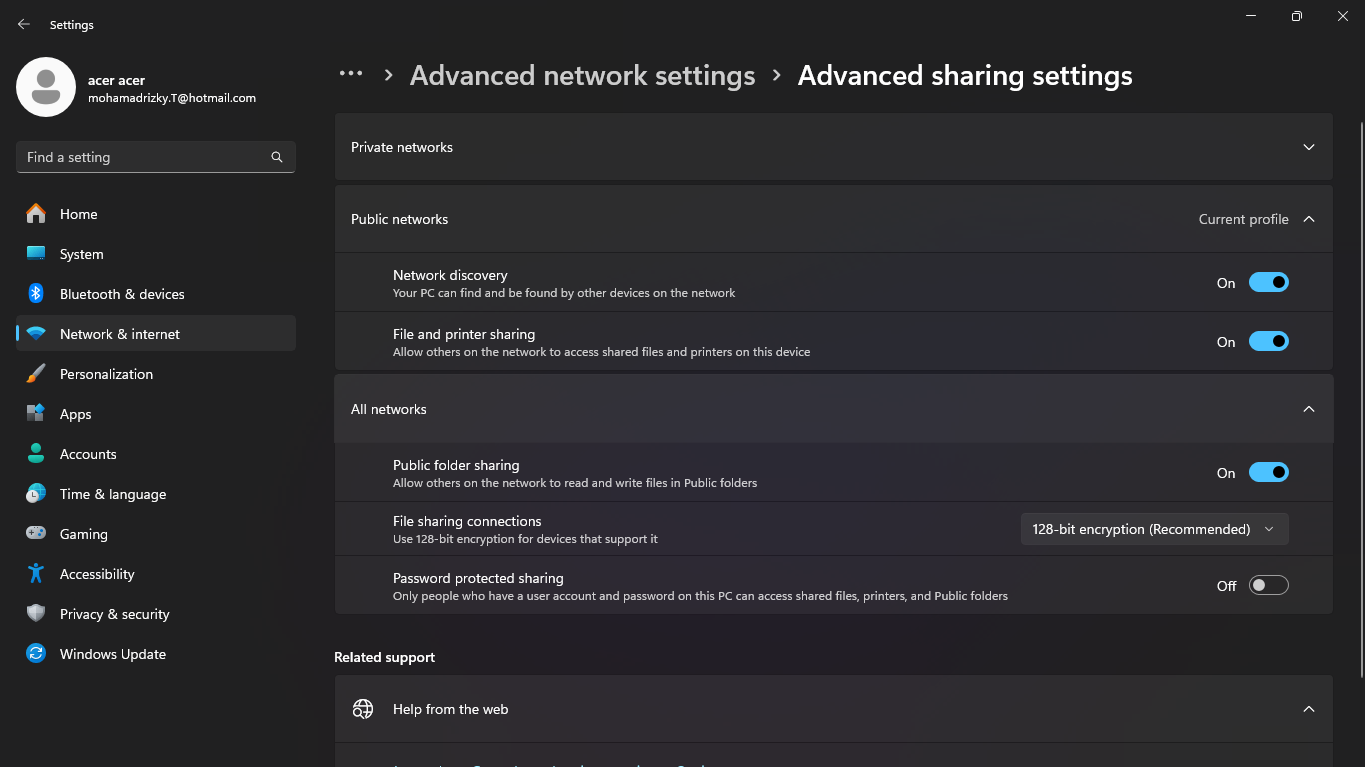 Settings
acer acer
mohamadrizky.T@hotmail.com
Find a setting
Home
System
Bluetooth & devices
Network & internet
Personalization
Apps
Accounts
Time & language
Gaming
Accessibility
Privacy & security
Windows Update
... > Advanced network settings > Advanced sharing settings
Private networks
Public networks Current profile
Network discovery
Your PC can find and be found by other devices on the network
On
File and printer sharing
Allow others on the network to access shared files and printers on this device
On
All networks
Public folder sharing
Allow others on the network to read and write files in Public folders
On
File sharing connections
Use 128-bit encryption for devices that support it
128-bit encryption (Recommended)
Password protected sharing
Only people who have a user account and password on this PC can access shared files, printers, and Public folders
Off
Related support
Help from the web